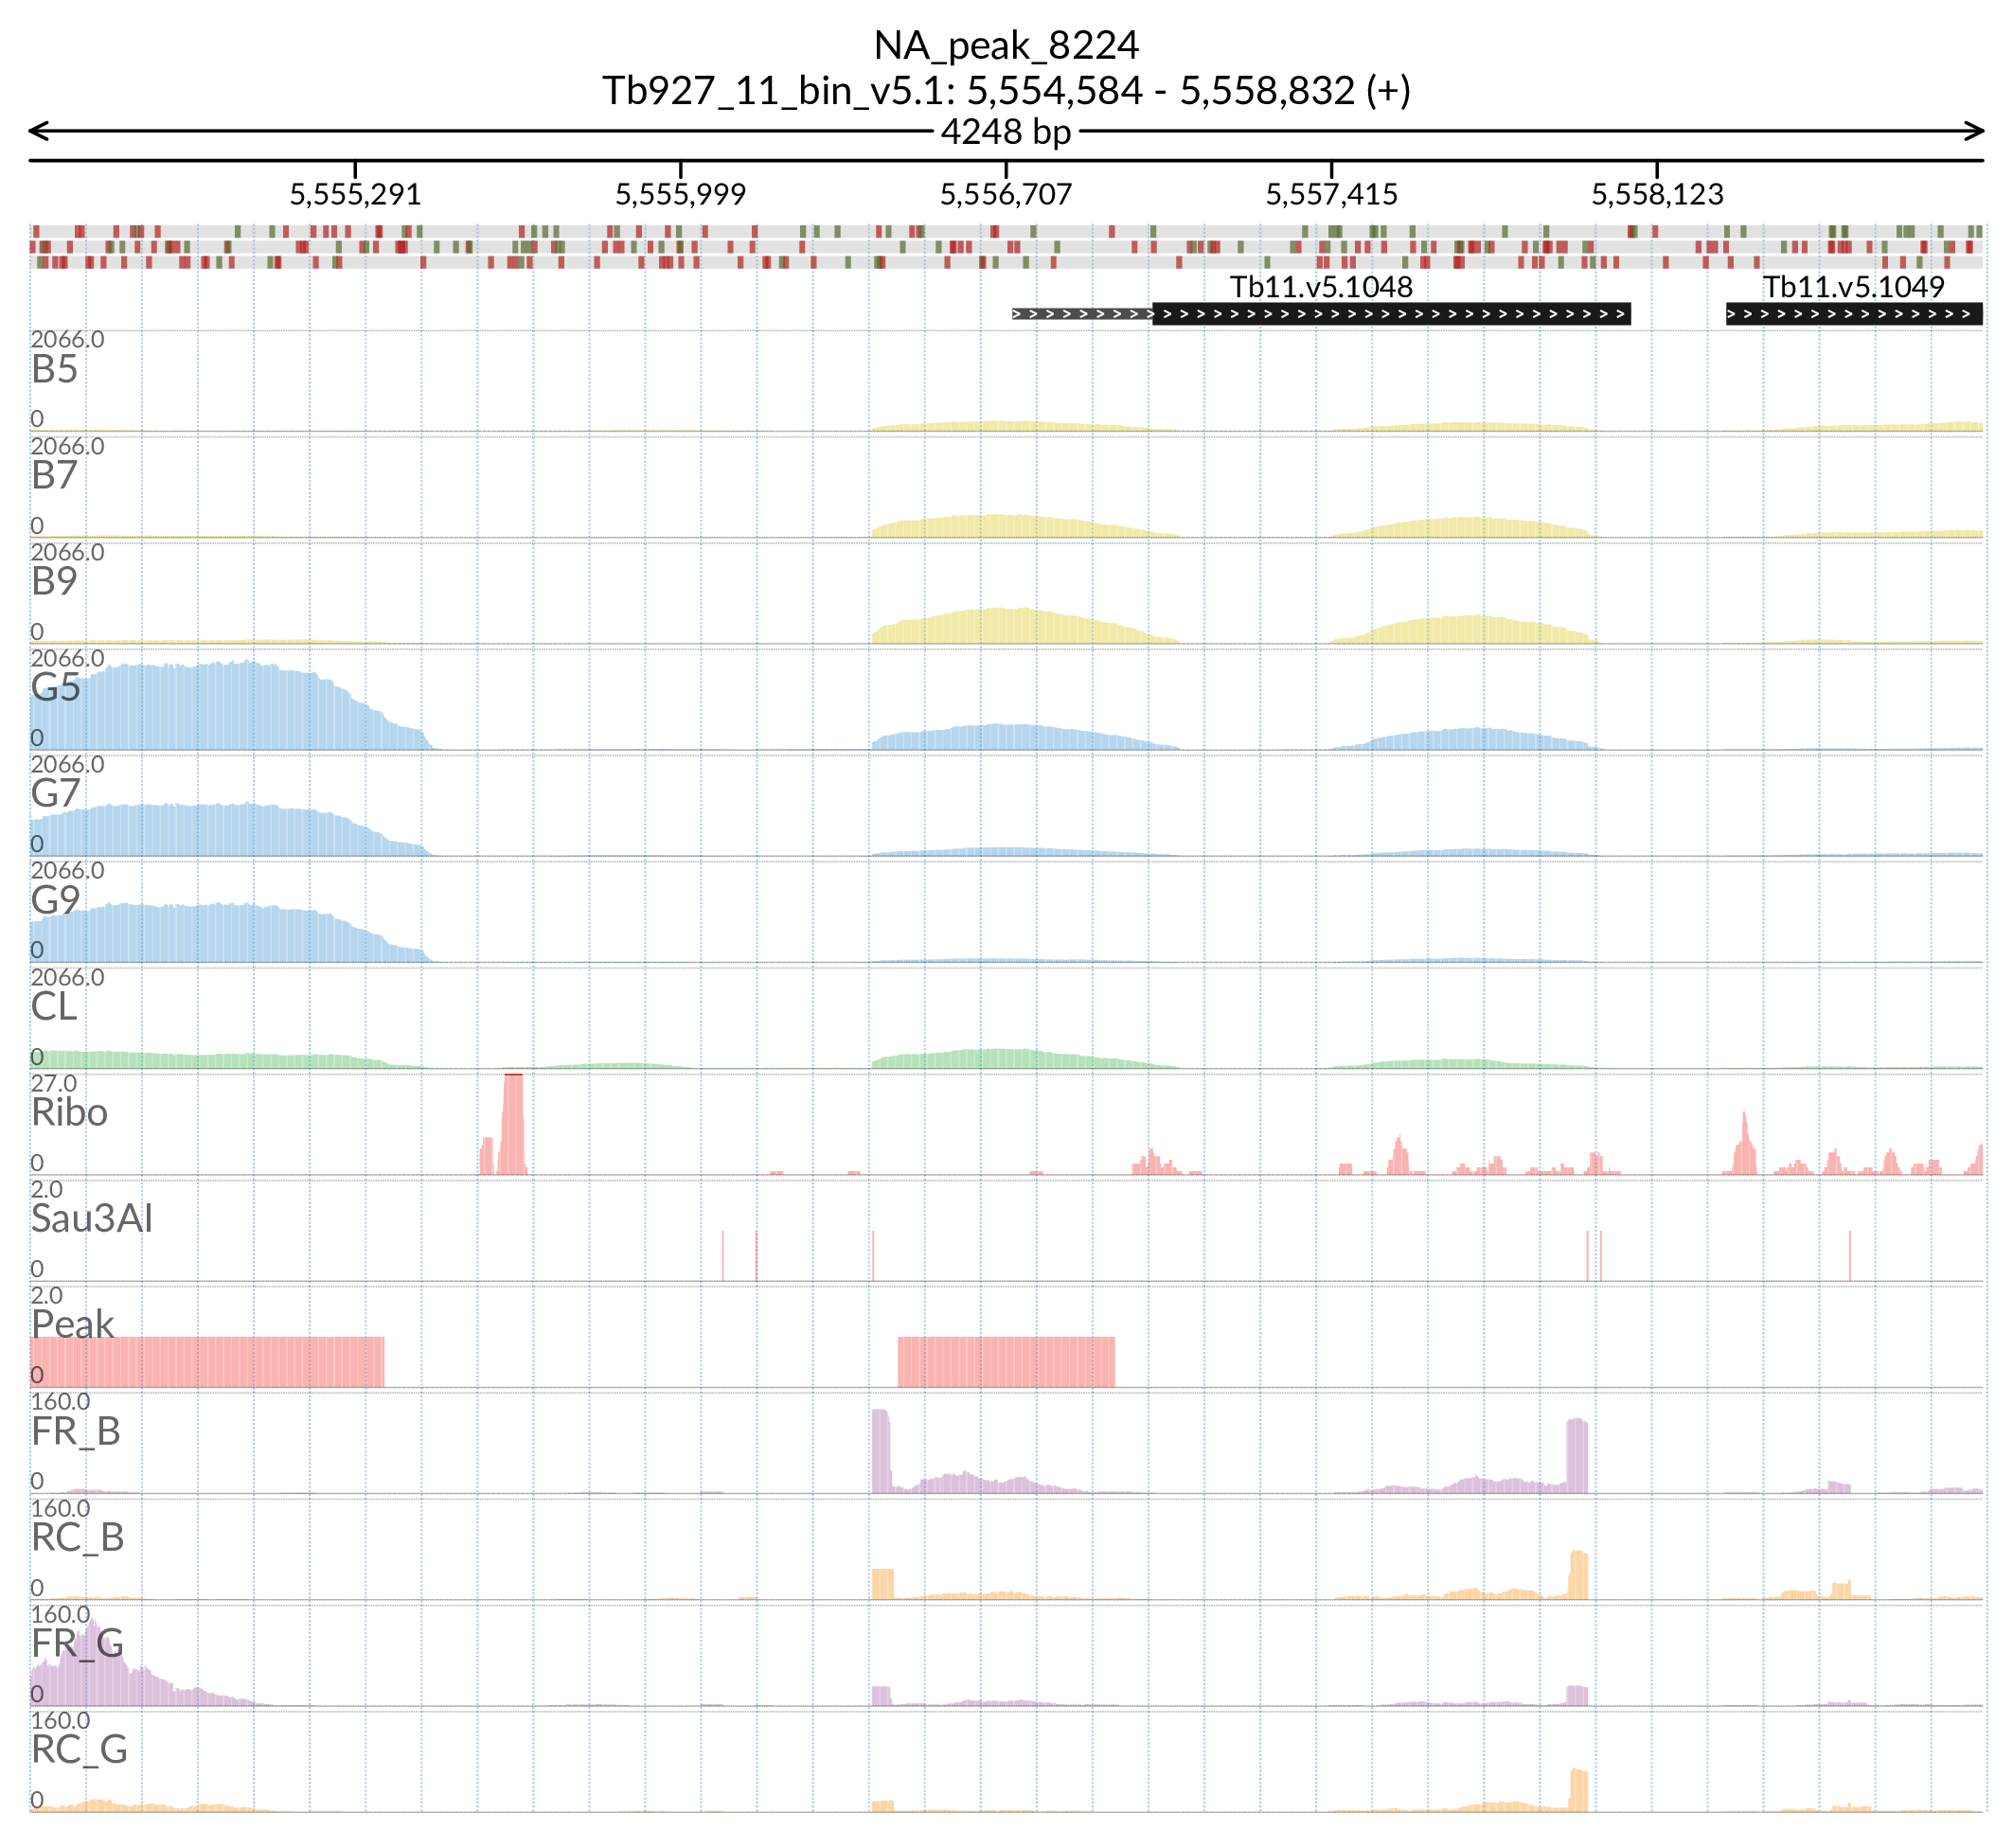 NA_peak_8224
Tb927_11_bin_v5.1: 5,554,584 - 5,558,832 (+)
4248 bp
5,555,291 5,555,999 5,556,707 5,557,415 5,558,123
Tb11.v5.1048 Tb11.v5.1049
2066.0
B5
0
2066.0
B7
0
2066.0
B9
0
2066.0
G5
0
2066.0
G7
0
2066.0
G9
0
2066.0
CL
0
27.0
Ribo
0
2.0
Sau3AI
0
2.0
Peak
0
160.0
FR_B
0
160.0
RC_B
0
160.0
FR_G
0
160.0
RC_G
0